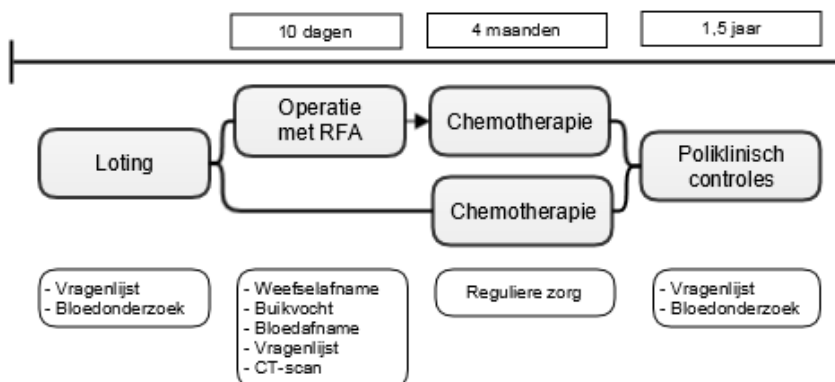 10 dagen
4 maanden
1,5 jaar
Operatie
met RFA
Chemotherapie
Loting
Poliklinisch
controles
Chemotherapie
- Vragenlijst
- Bloedonderzoek
- Weefselafname
- Buikvocht
- Bloedafname
- Vragenlijst
- CT-scan
Reguliere zorg
- Vragenlijst
- Bloedonderzoek